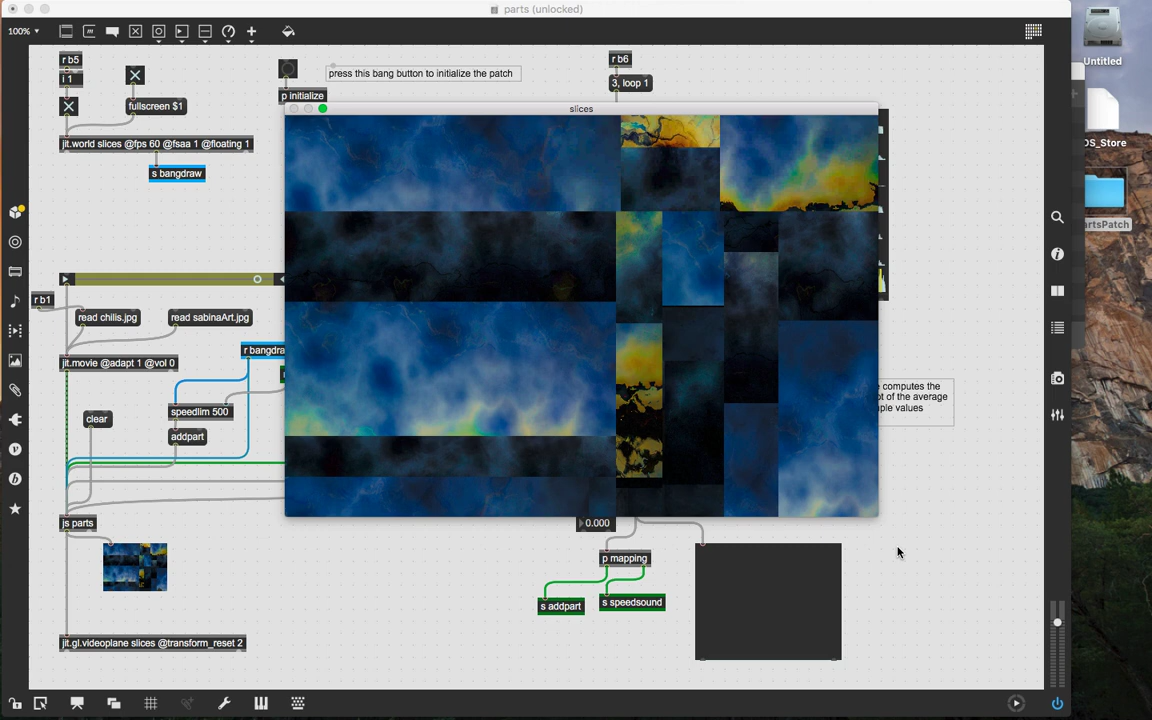 parts (unlocked)
100%
r b5
i 1
fullscreen $1
jit.world slices @fps 60 @fsaa 1 @floating 1
s bangdraw
press this bang button to initialize the patch
p initialize
r b6
3, loop 1
slices
Untitled
DS_Store
artsPatch
r b1
read chilis.jpg
read sabinaArt.jpg
jit.movie @adapt 1 @vol 0
r bangdra
speedlim 500
clear
addpart
e computes the
ot of the average
ple values
js parts
0.000
p mapping
s addpart
s speedsound
jit.gl.videoplane slices @transform_reset 2